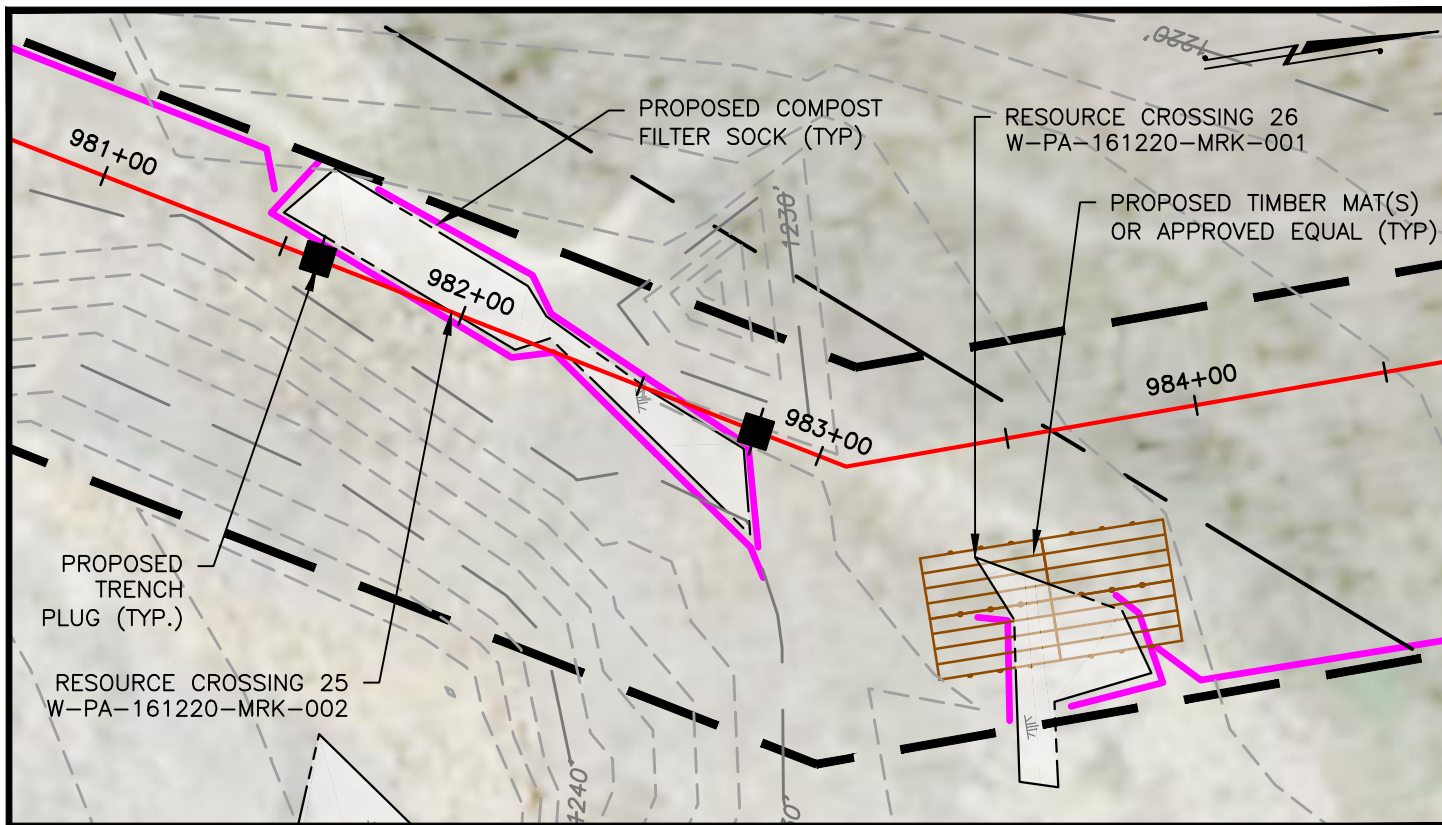 1220'
PROPOSED COMPOST
FILTER SOCK (TYP)
RESOURCE CROSSING 26
W-PA-161220-MRK-001
981+00
PROPOSED TIMBER MAT(S)
OR APPROVED EQUAL (TYP)
1230'
982+00
984+00
983+00
PROPOSED
TRENCH
PLUG (TYP.)
RESOURCE CROSSING 25
W-PA-161220-MRK-002
1240'